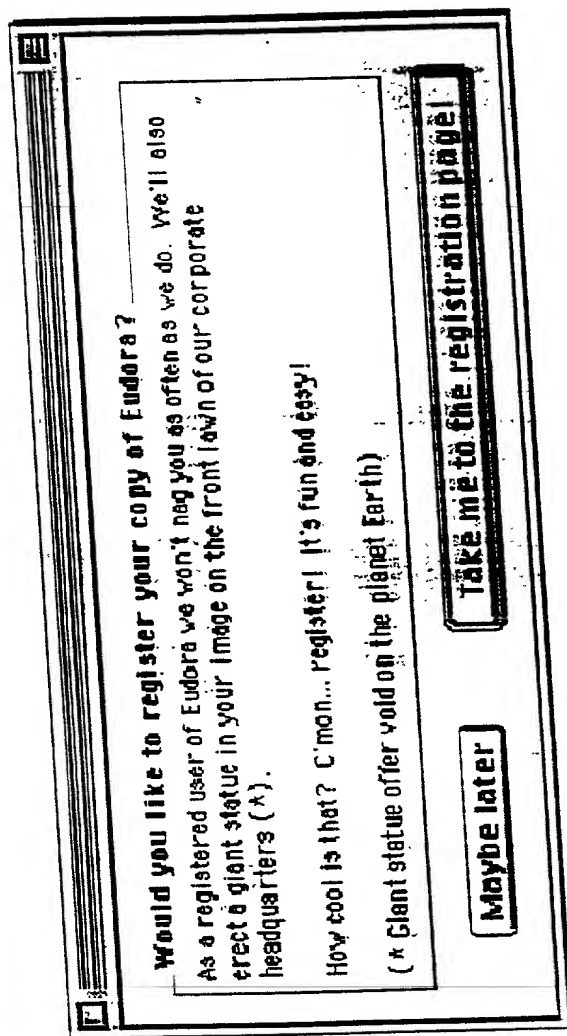 Would you like to register your copy of Eudora?
As a registered user of Eudora we won't nag you as often as we do. We'll also
erect a giant statue in your image on the front lawn of our corporate
headquarters (*).
How cool is that? C'mon... register! It's fun and easy!
(* Giant statue offer void on the planet Earth)
Maybe later
Take me to the registration page!